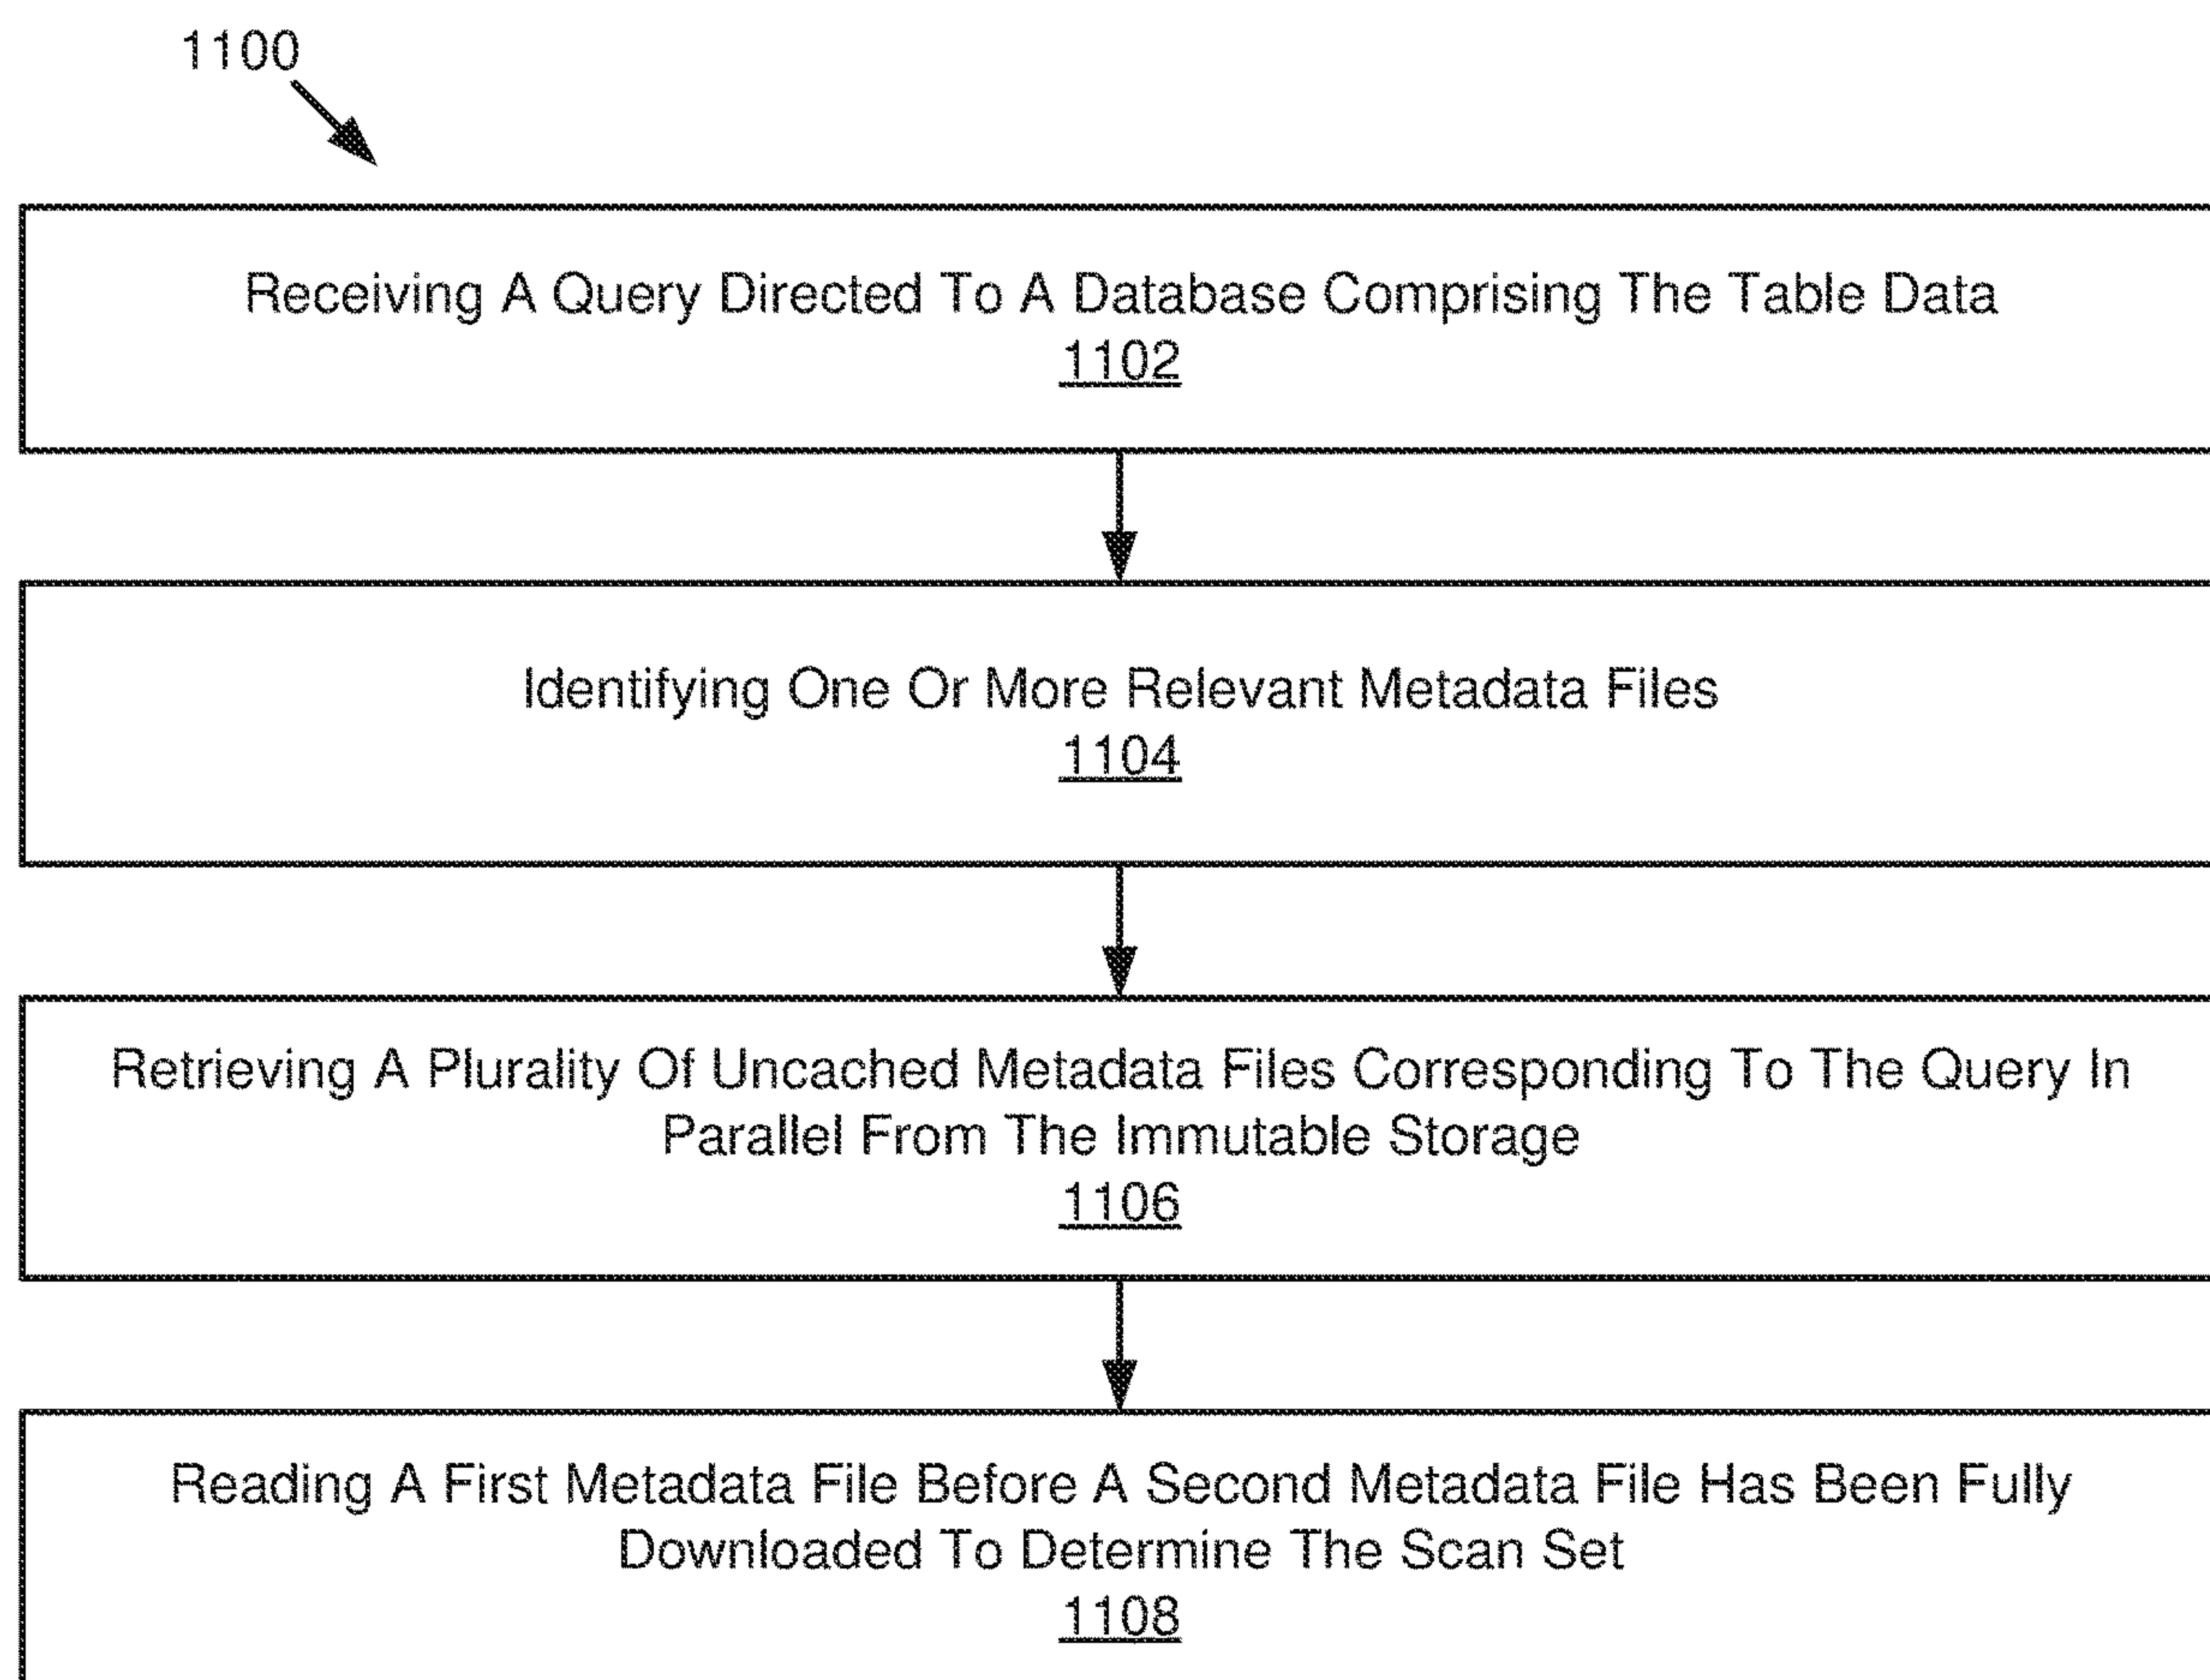 1100
Receiving A Query Directed To A Database Comprising The Table Data
1102
Identifying One Or More Relevant Metadata Files
1104
Retrieving A Plurality Of Uncached Metadata Files Corresponding To The Query In
Parallel From The Immutable Storage
1106
Reading A First Metadata File Before A Second Metadata File Has Been Fully
Downloaded To Determine The Scan Set
1108